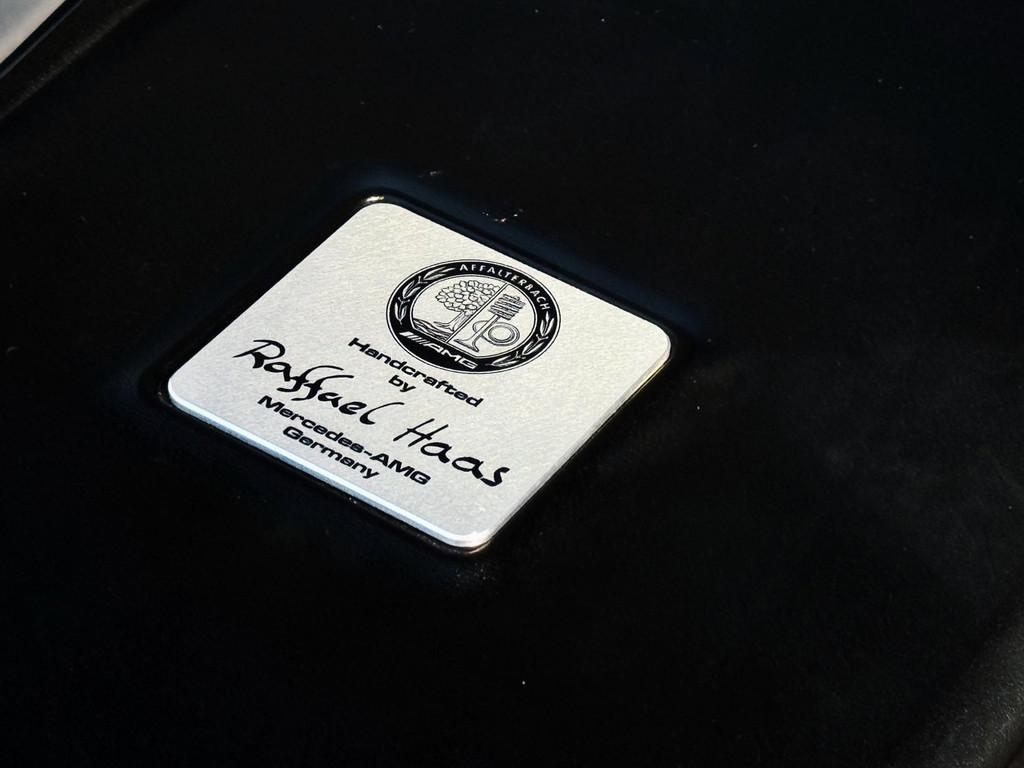 AFFALTERBACH
AMG
Handcrafted
by
Raffael Haas
Mercedes-AMG
Germany